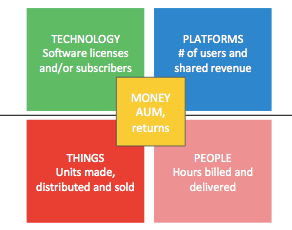 TECHNOLOGY
Software licenses
and/or subscribers
PLATFORMS
# of users and
shared revenue
MONEY
AUM,
returns
THINGS
Units made,
distributed and sold
PEOPLE
Hours billed and
delivered